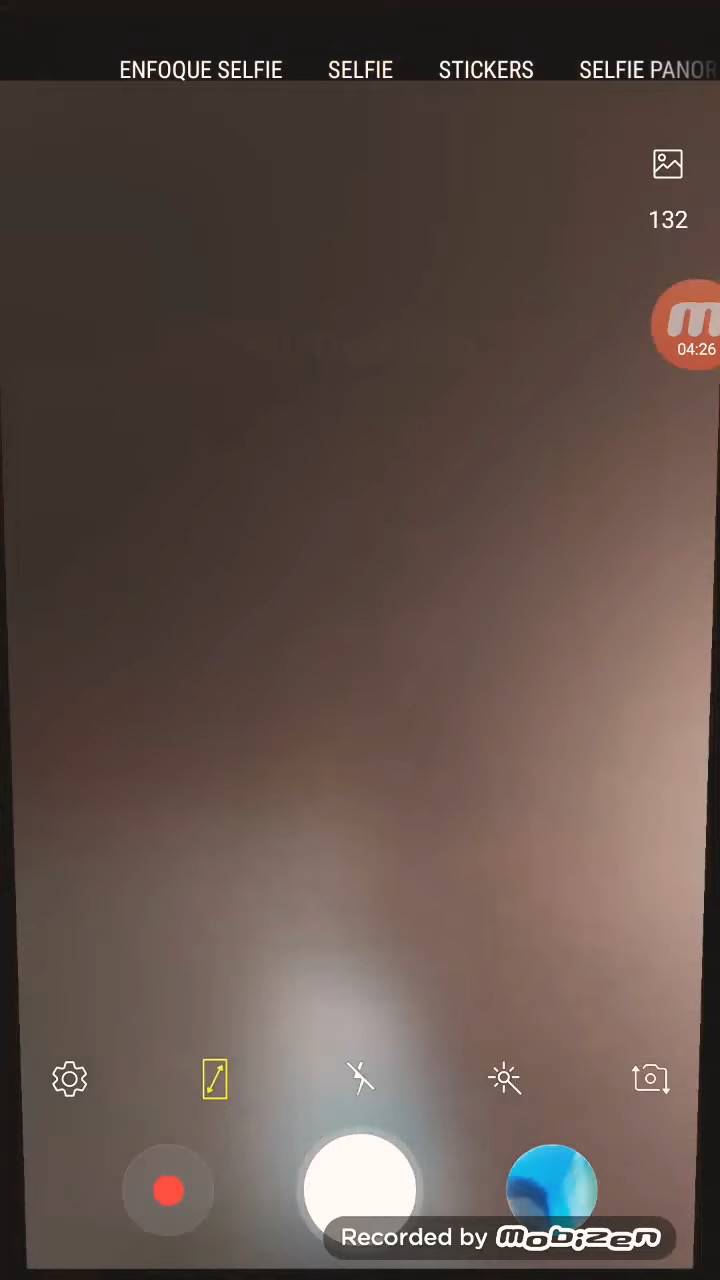 ENFOQUE SELFIE SELFIE STICKERS SELFIE PANOR
132
m
04:26
Recorded by mobizen